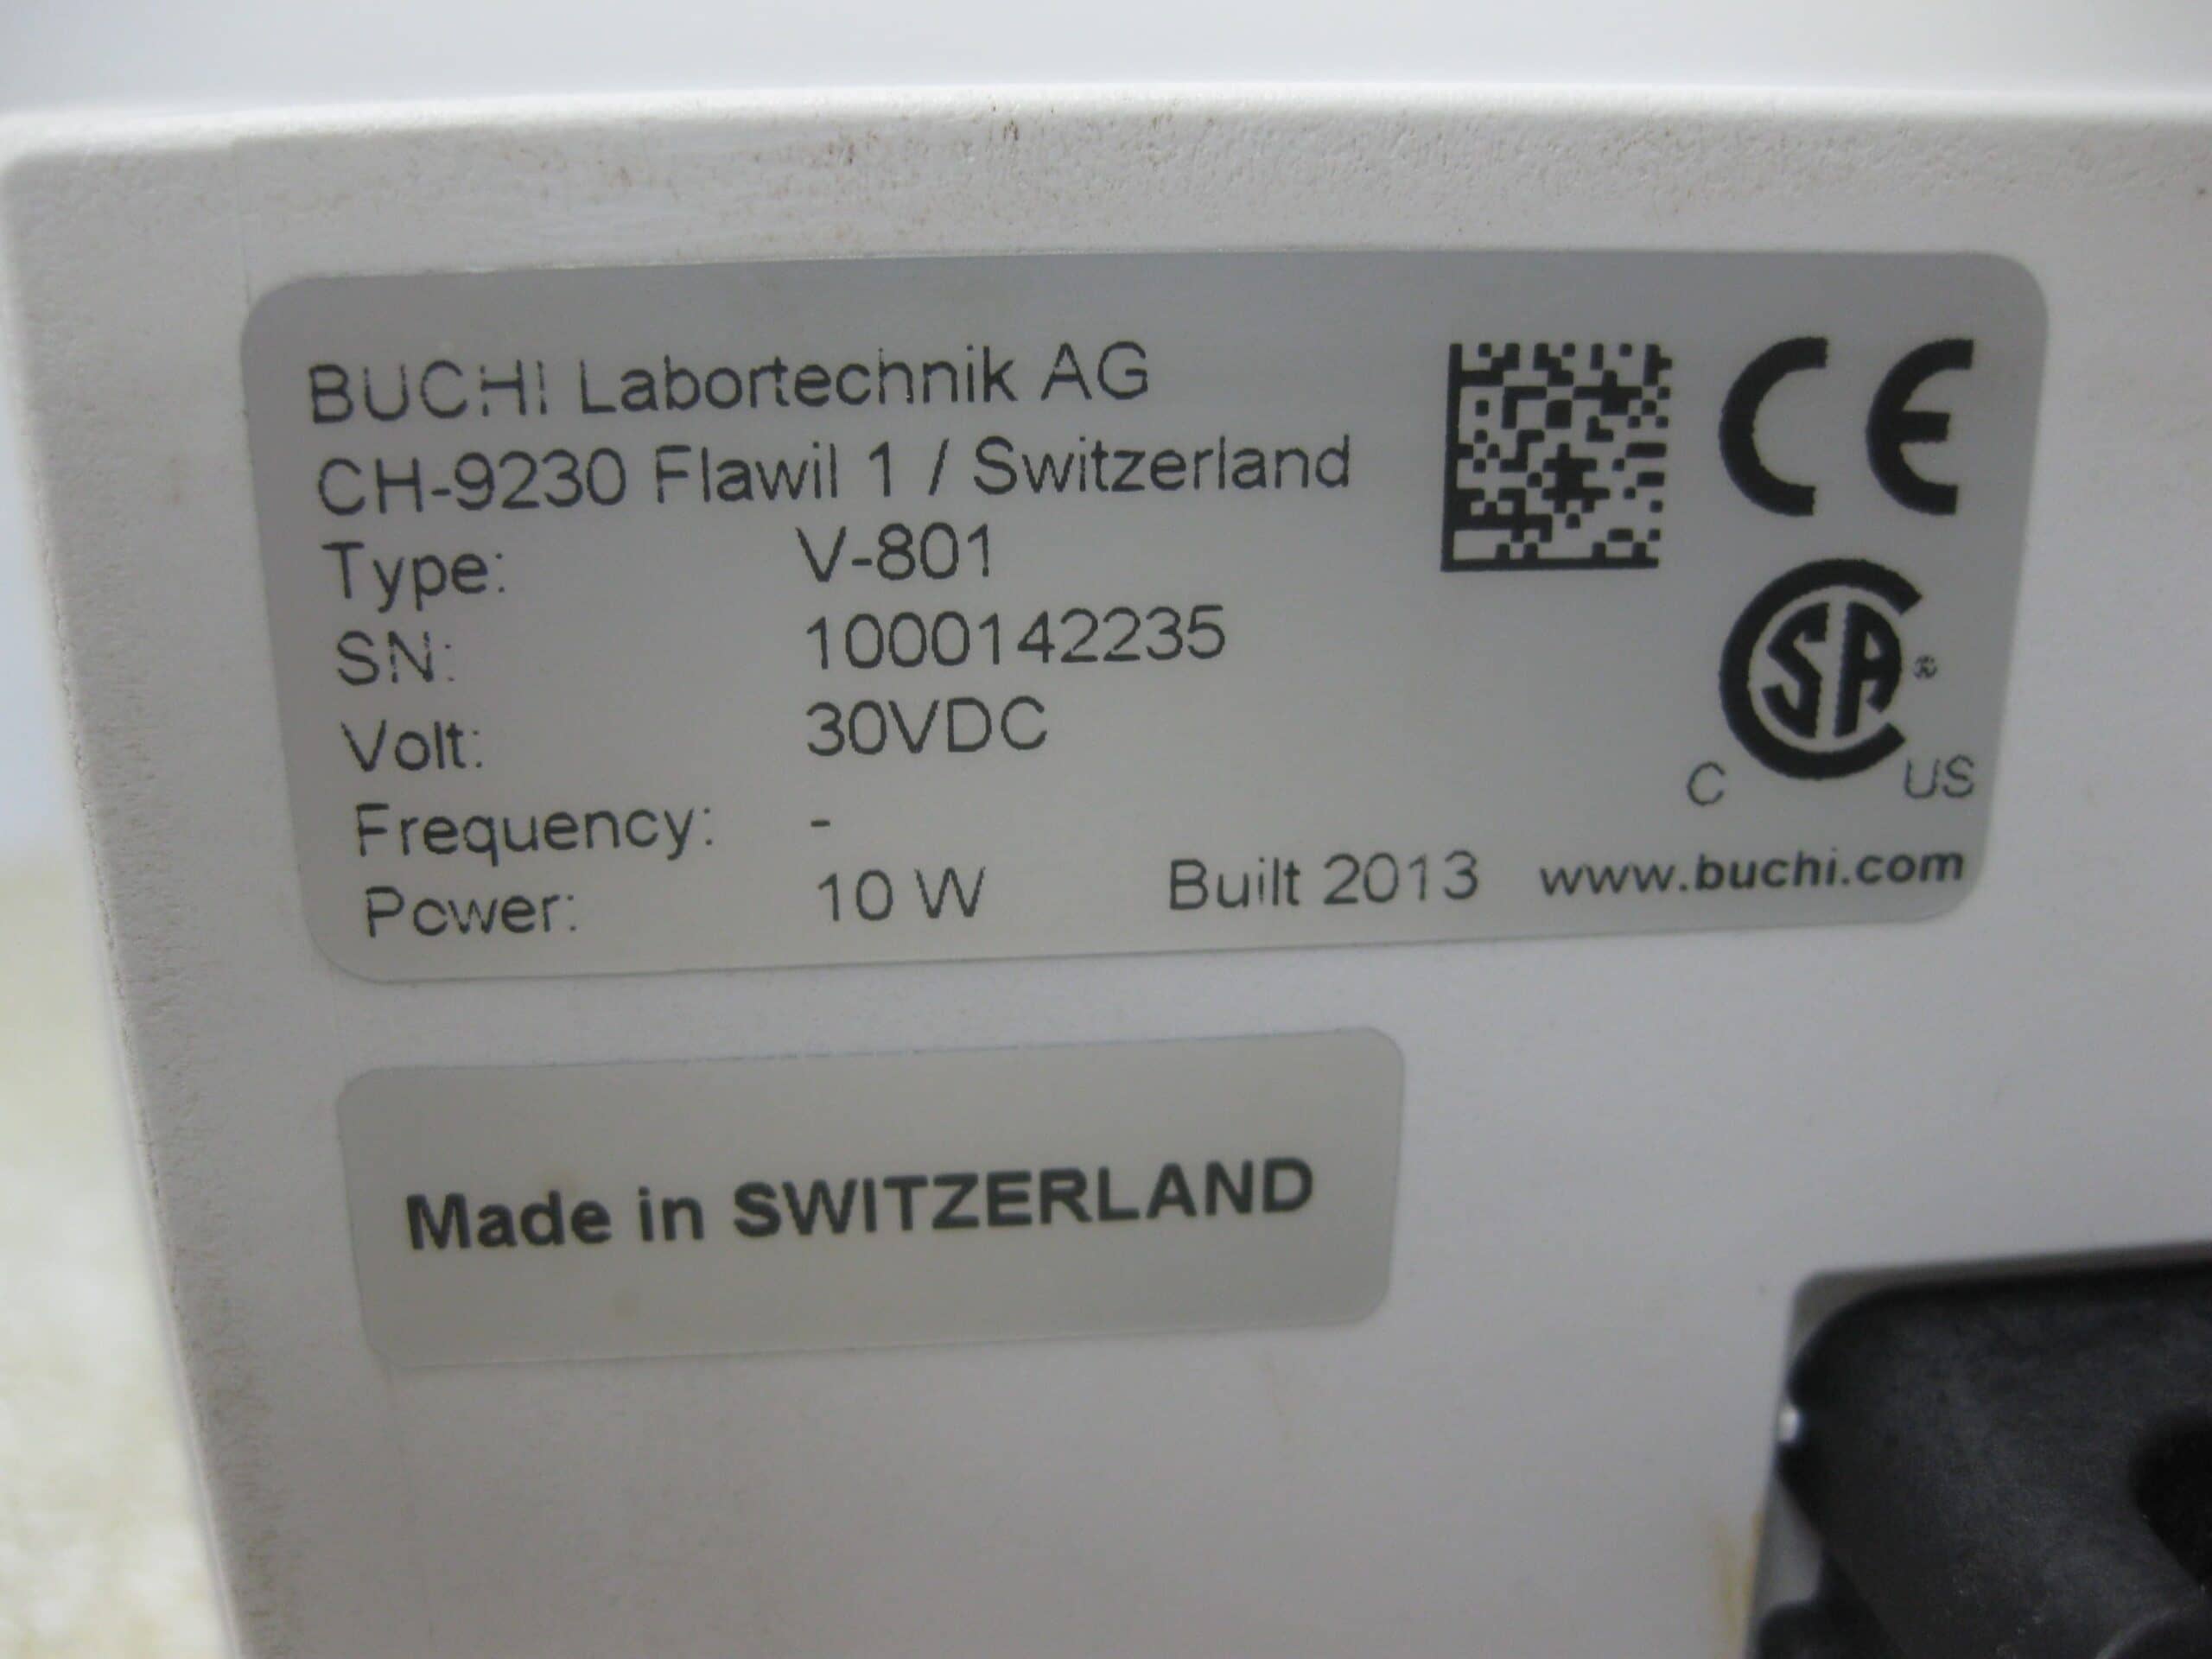 BUCHI Labortechnik AG
CH-9230 Flawil 1 / Switzerland
Type: V-801
SN: 1000142235
Volt: 30VDC
Frequency: -
Power: 10 W Built 2013 www.buchi.com
CE
CSA ®
C US
Made in SWITZERLAND